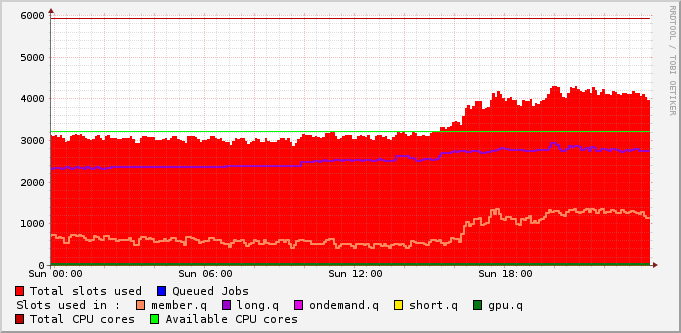 6000
5000
4000
3000
2000
1000
0
Sun 00:00 Sun 06:00 Sun 12:00 Sun 18:00
RRDTOOL / TOBI OETIKER
Total slots used Queued Jobs
Slots used in : member.q long.q ondemand.q short.q gpu.q
Total CPU cores Available CPU cores